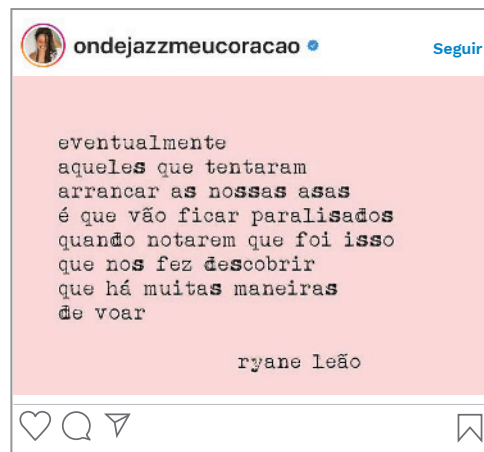 ondejazzmeucoracao
Seguir
eventualmente
aqueles que tentaram
arrancar as nossas asas
é que vão ficar paralisados
quando notarem que foi isso
que nos fez descobrir
que há muitas maneiras
de voar
ryane leão